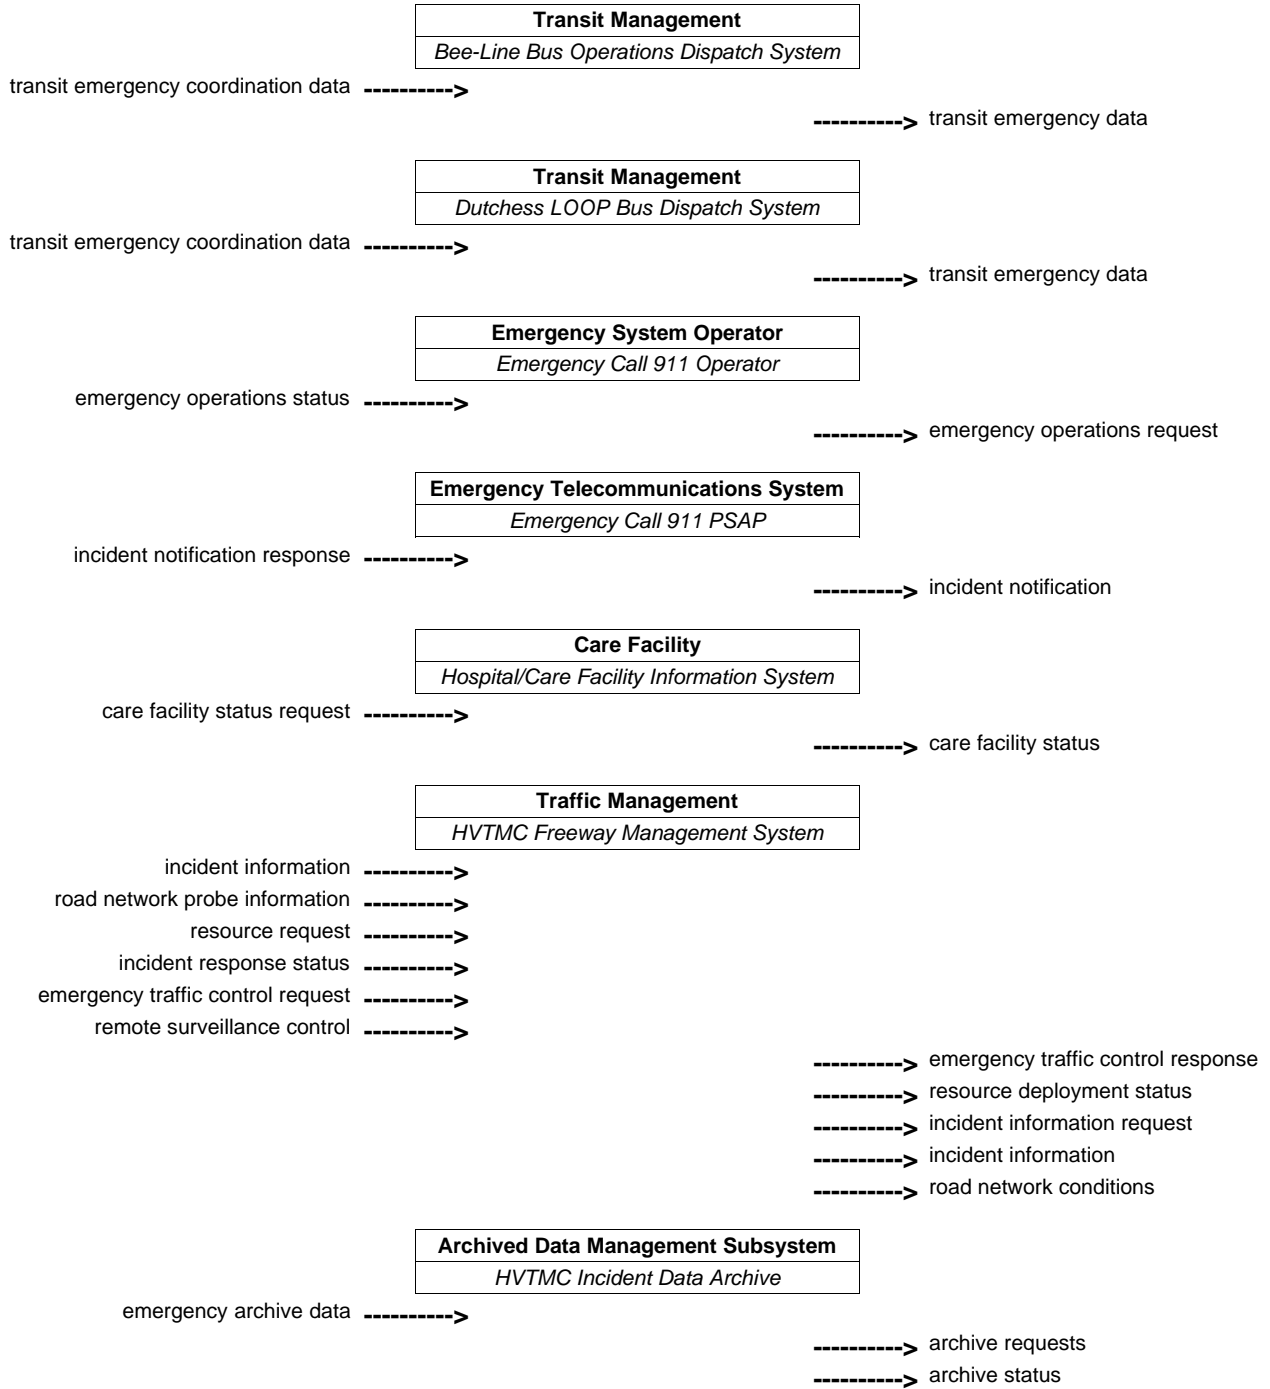 Transit Management
Bee-Line Bus Operations Dispatch System
transit emergency coordination data ---------->
----------> transit emergency data
Transit Management
Dutchess LOOP Bus Dispatch System
transit emergency coordination data ---------->
----------> transit emergency data
Emergency System Operator
Emergency Call 911 Operator
emergency operations status ---------->
----------> emergency operations request
Emergency Telecommunications System
Emergency Call 911 PSAP
incident notification response ---------->
----------> incident notification
Care Facility
Hospital/Care Facility Information System
care facility status request ---------->
----------> care facility status
Traffic Management
HVTMC Freeway Management System
incident information ---------->
road network probe information ---------->
resource request ---------->
incident response status ---------->
emergency traffic control request ---------->
remote surveillance control ---------->
----------> emergency traffic control response
----------> resource deployment status
----------> incident information request
----------> incident information
----------> road network conditions
Archived Data Management Subsystem
HVTMC Incident Data Archive
emergency archive data ---------->
----------> archive requests
----------> archive status